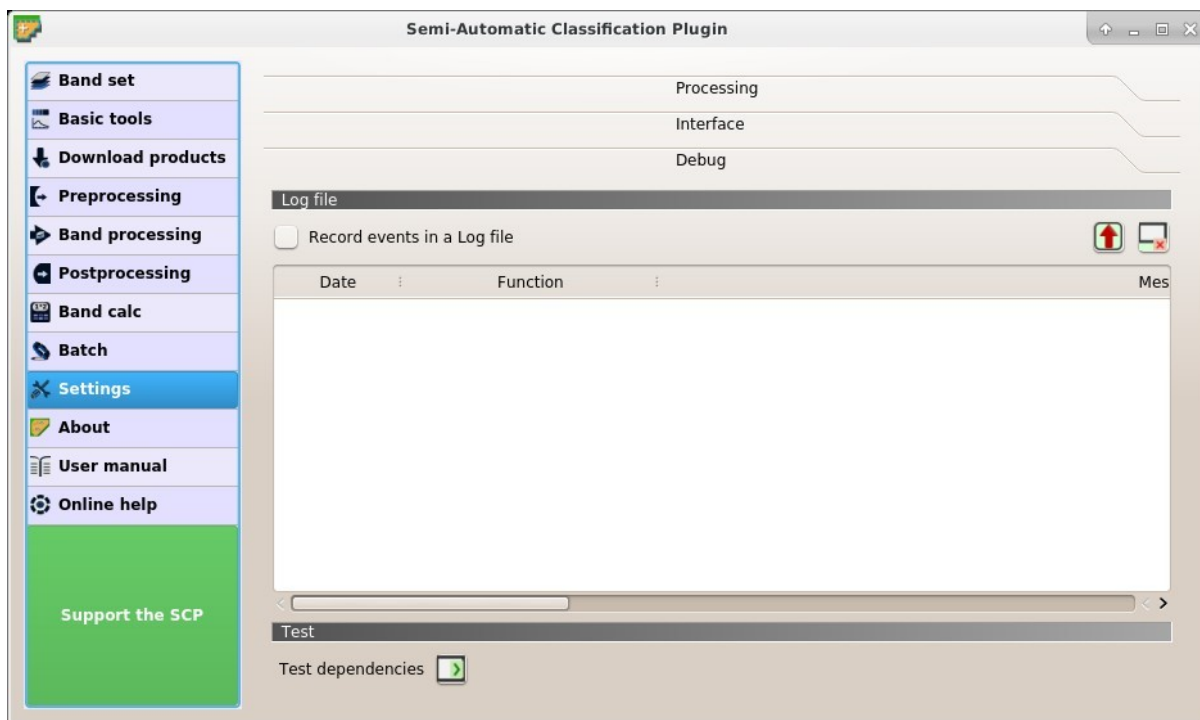 Semi-Automatic Classification Plugin
Band set
Basic tools
Download products
Preprocessing
Band processing
Postprocessing
Band calc
Batch
Settings
About
User manual
Online help
Support the SCP
Processing
Interface
Debug
Log file
Record events in a Log file
Date Function Mes
Test
Test dependencies